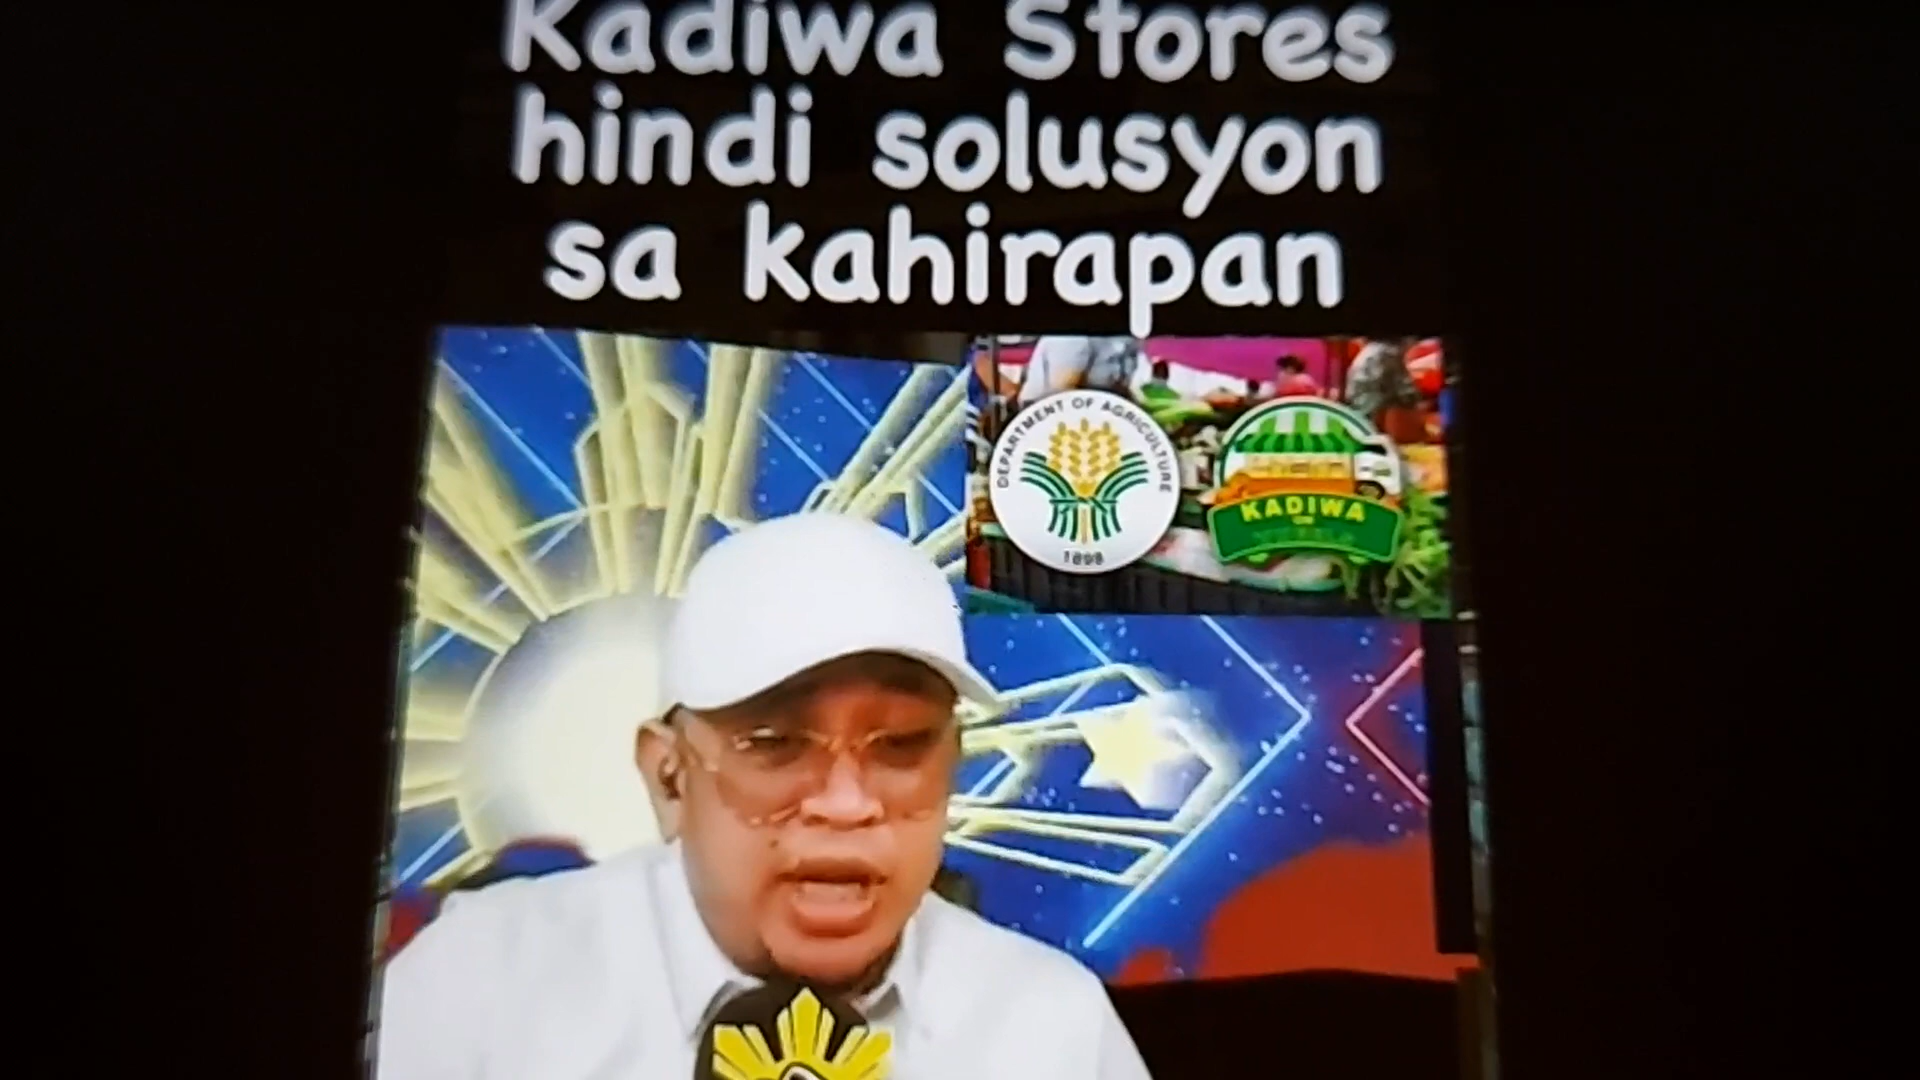 Kadiwa Stores
hindi solusyon
sa kahirapan
DEPARTMENT OF AGRICULTURE
1898
KADIWA